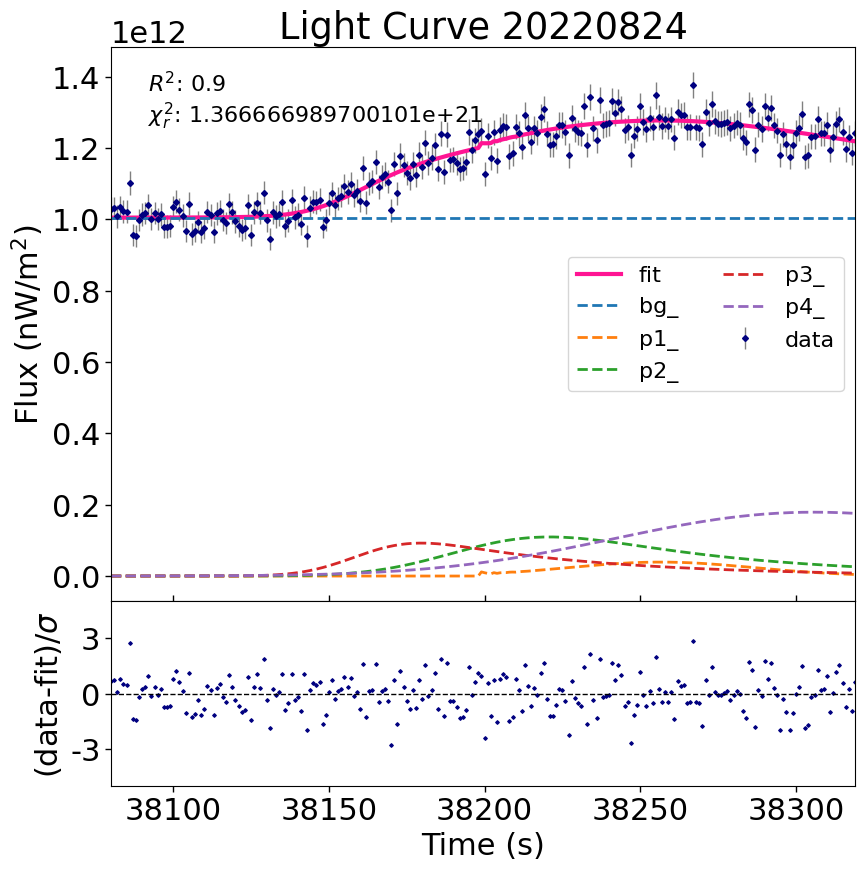 Light Curve 20220824
1e12
R²: 0.9
χ²ᵣ: 1.366666989700101e+21
1.4
1.2
1.0
0.8
0.6
0.4
0.2
0.0
Flux (nW/m²)
fit
bg_
p1_
p2_
p3_
p4_
data
3
0
-3
(data-fit)/σ
38100 38150 38200 38250 38300
Time (s)